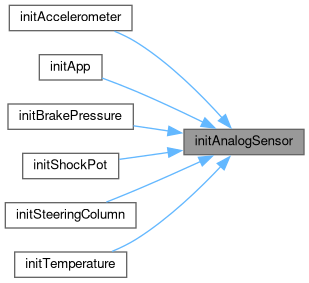 initAccelerometer
initApp
initBrakePressure
initAnalogSensor
initShockPot
initSteeringColumn
initTemperature